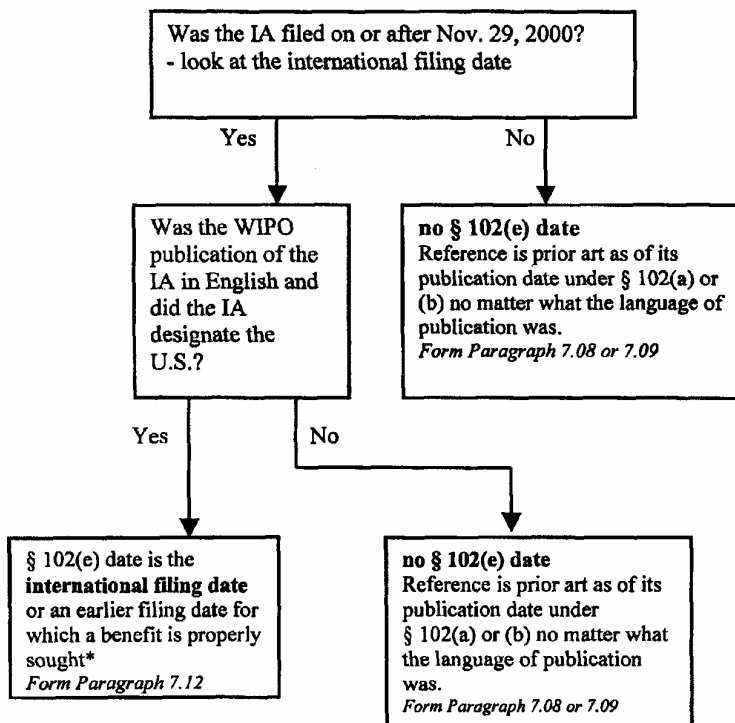 Was the IA filed on or after Nov. 29, 2000?
- look at the international filing date
Yes
No
Was the WIPO
publication of the
IA in English and
did the IA
designate the
U.S.?
no § 102(e) date
Reference is prior art as of its
publication date under § 102(a) or
(b) no matter what the language of
publication was.
Form Paragraph 7.08 or 7.09
Yes
No
§ 102(e) date is the
international filing date
or an earlier filing date for
which a benefit is properly
sought*
Form Paragraph 7.12
no § 102(e) date
Reference is prior art as of its
publication date under
§ 102(a) or (b) no matter what
the language of publication
was.
Form Paragraph 7.08 or 7.09